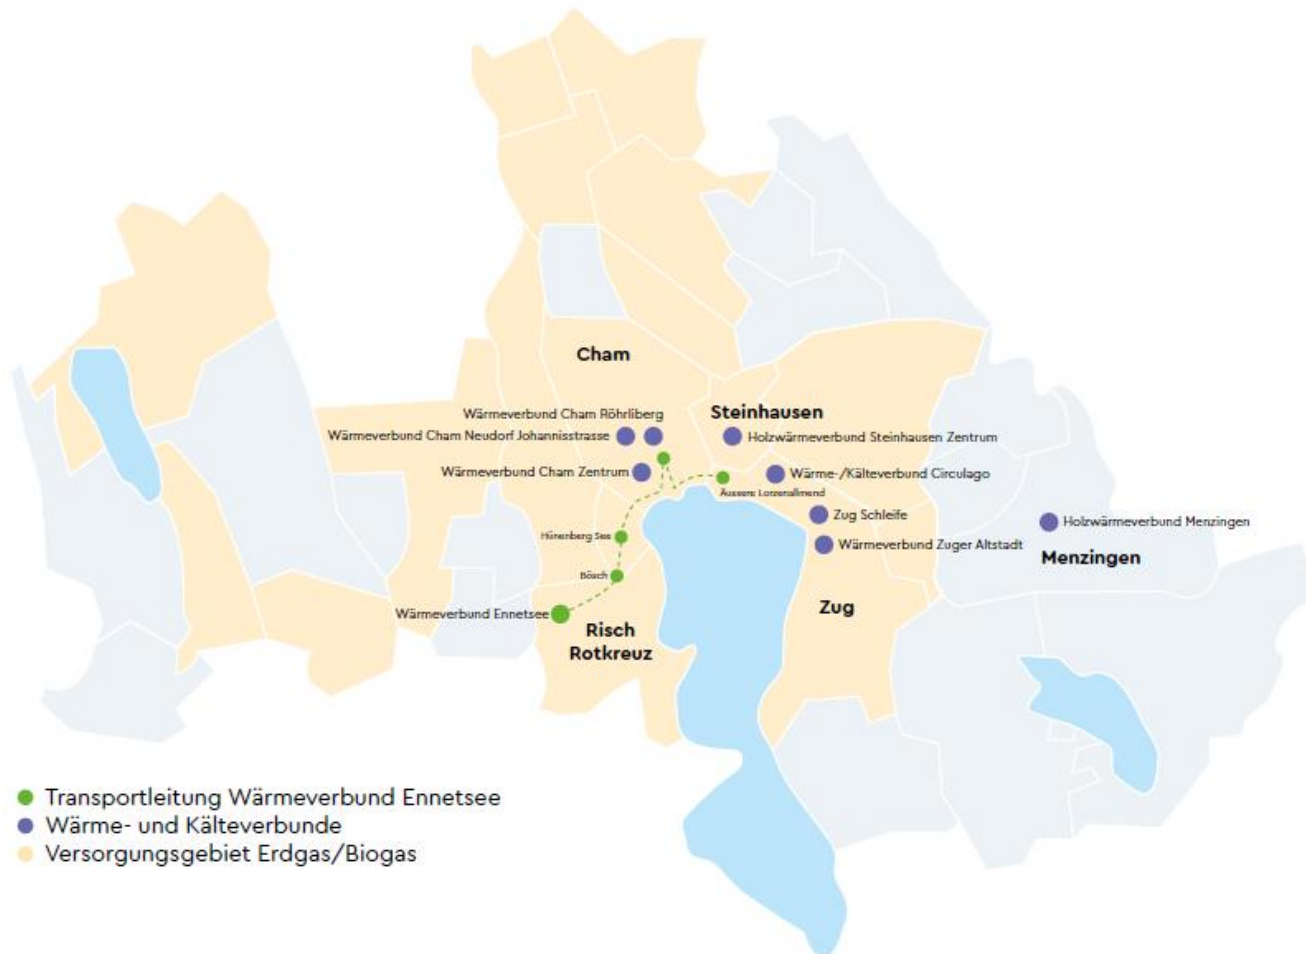 Cham
Wärmeverbund Cham Röhrliberg
Steinhausen
Wärmeverbund Cham Neudorf Johannisstrasse
Holzwärmeverbund Steinhausen Zentrum
Wärmeverbund Cham Zentrum
Wärme-/Kälteverbund Circulago
Äussere Lorzenallmend
Zug Schleife
Holzwärmeverbund Menzingen
Hünenberg See
Wärmeverbund Zuger Altstadt
Menzingen
Bösch
Wärmeverbund Ennetsee
Zug
Risch
Rotkreuz
Transportleitung Wärmeverbund Ennetsee
Wärme- und Kälteverbunde
Versorgungsgebiet Erdgas/Biogas